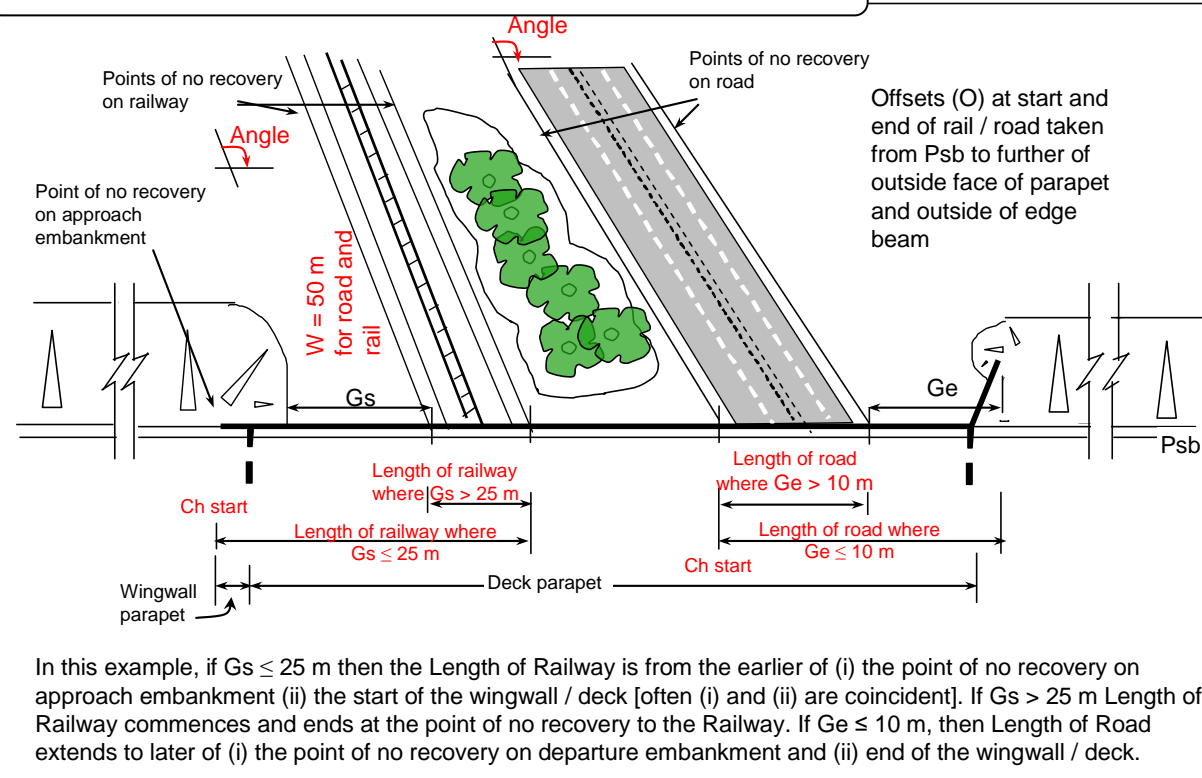 Angle
Points of no recovery
on railway
Points of no recovery
on road
Offsets (O) at start and
end of rail / road taken
from Psb to further of
outside face of parapet
and outside of edge
beam
Angle
Point of no recovery
on approach
embankment
W = 50 m
for road and
rail
Gs
Ge
Psb
Length of railway
where Gs > 25 m
Length of road
where Ge > 10 m
Ch start
Length of railway where
Gs ≤ 25 m
Length of road where
Ge ≤ 10 m
Ch start
Wingwall
parapet
Deck parapet
In this example, if Gs ≤ 25 m then the Length of Railway is from the earlier of (i) the point of no recovery on
approach embankment (ii) the start of the wingwall / deck [often (i) and (ii) are coincident]. If Gs > 25 m Length of
Railway commences and ends at the point of no recovery to the Railway. If Ge ≤ 10 m, then Length of Road
extends to later of (i) the point of no recovery on departure embankment and (ii) end of the wingwall / deck.